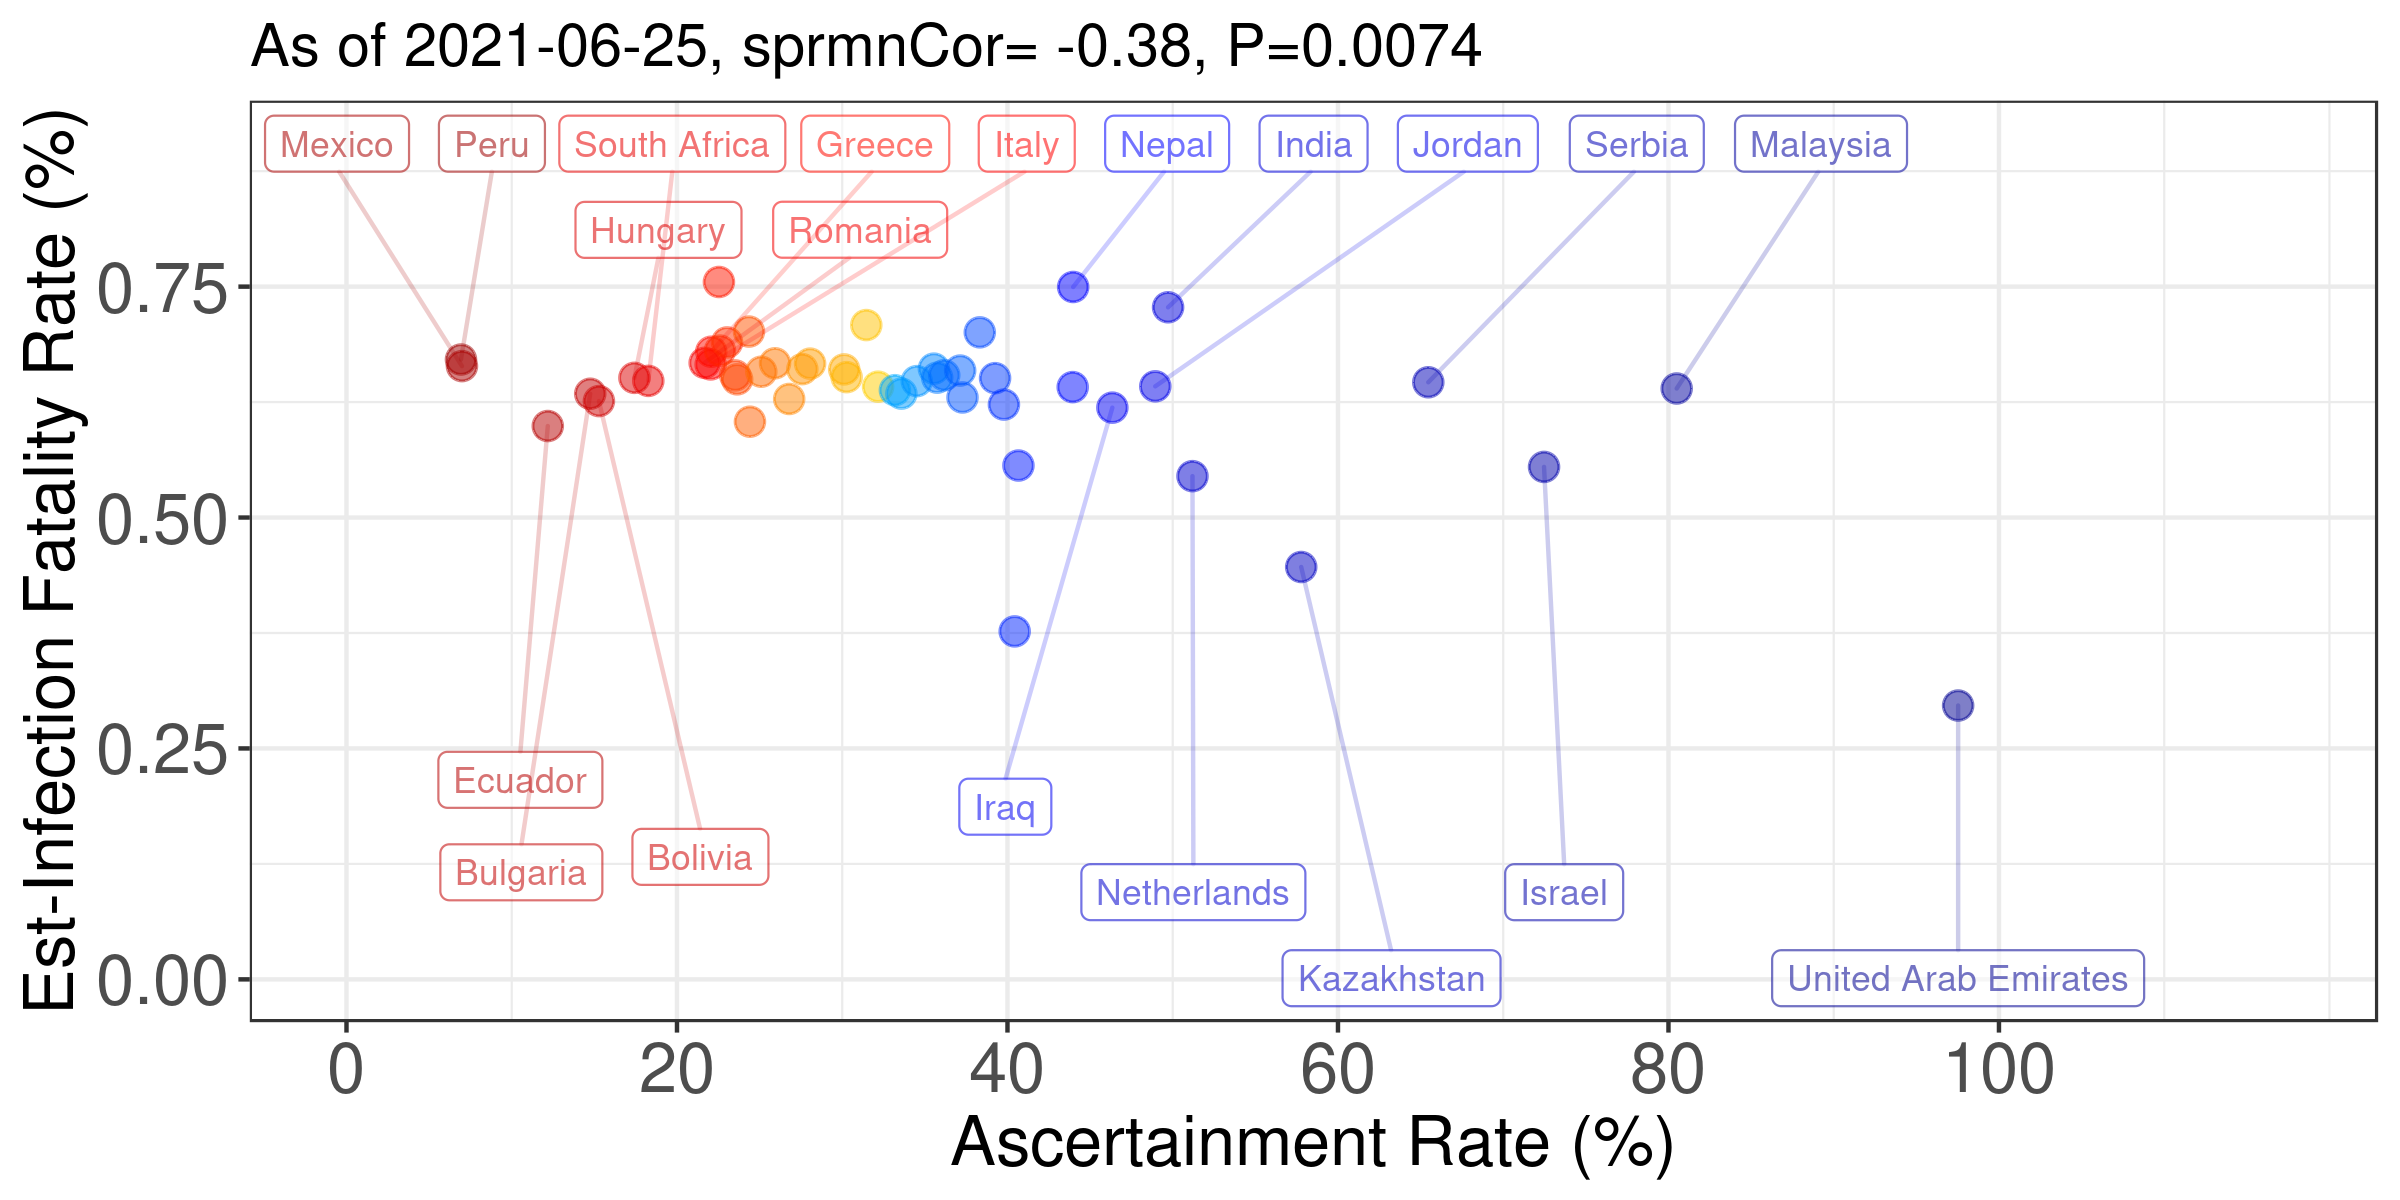 As of 2021-06-25, sprmnCor= -0.38, P=0.0074
Est-Infection Fatality Rate (%)
Mexico Peru South Africa Greece Italy Nepal India Jordan Serbia Malaysia
Hungary Romania
0.75
0.50
0.25
Ecuador
Iraq
Bolivia
Bulgaria
Netherlands Israel
0.00
Kazakhstan United Arab Emirates
0 20 40 60 80 100
Ascertainment Rate (%)